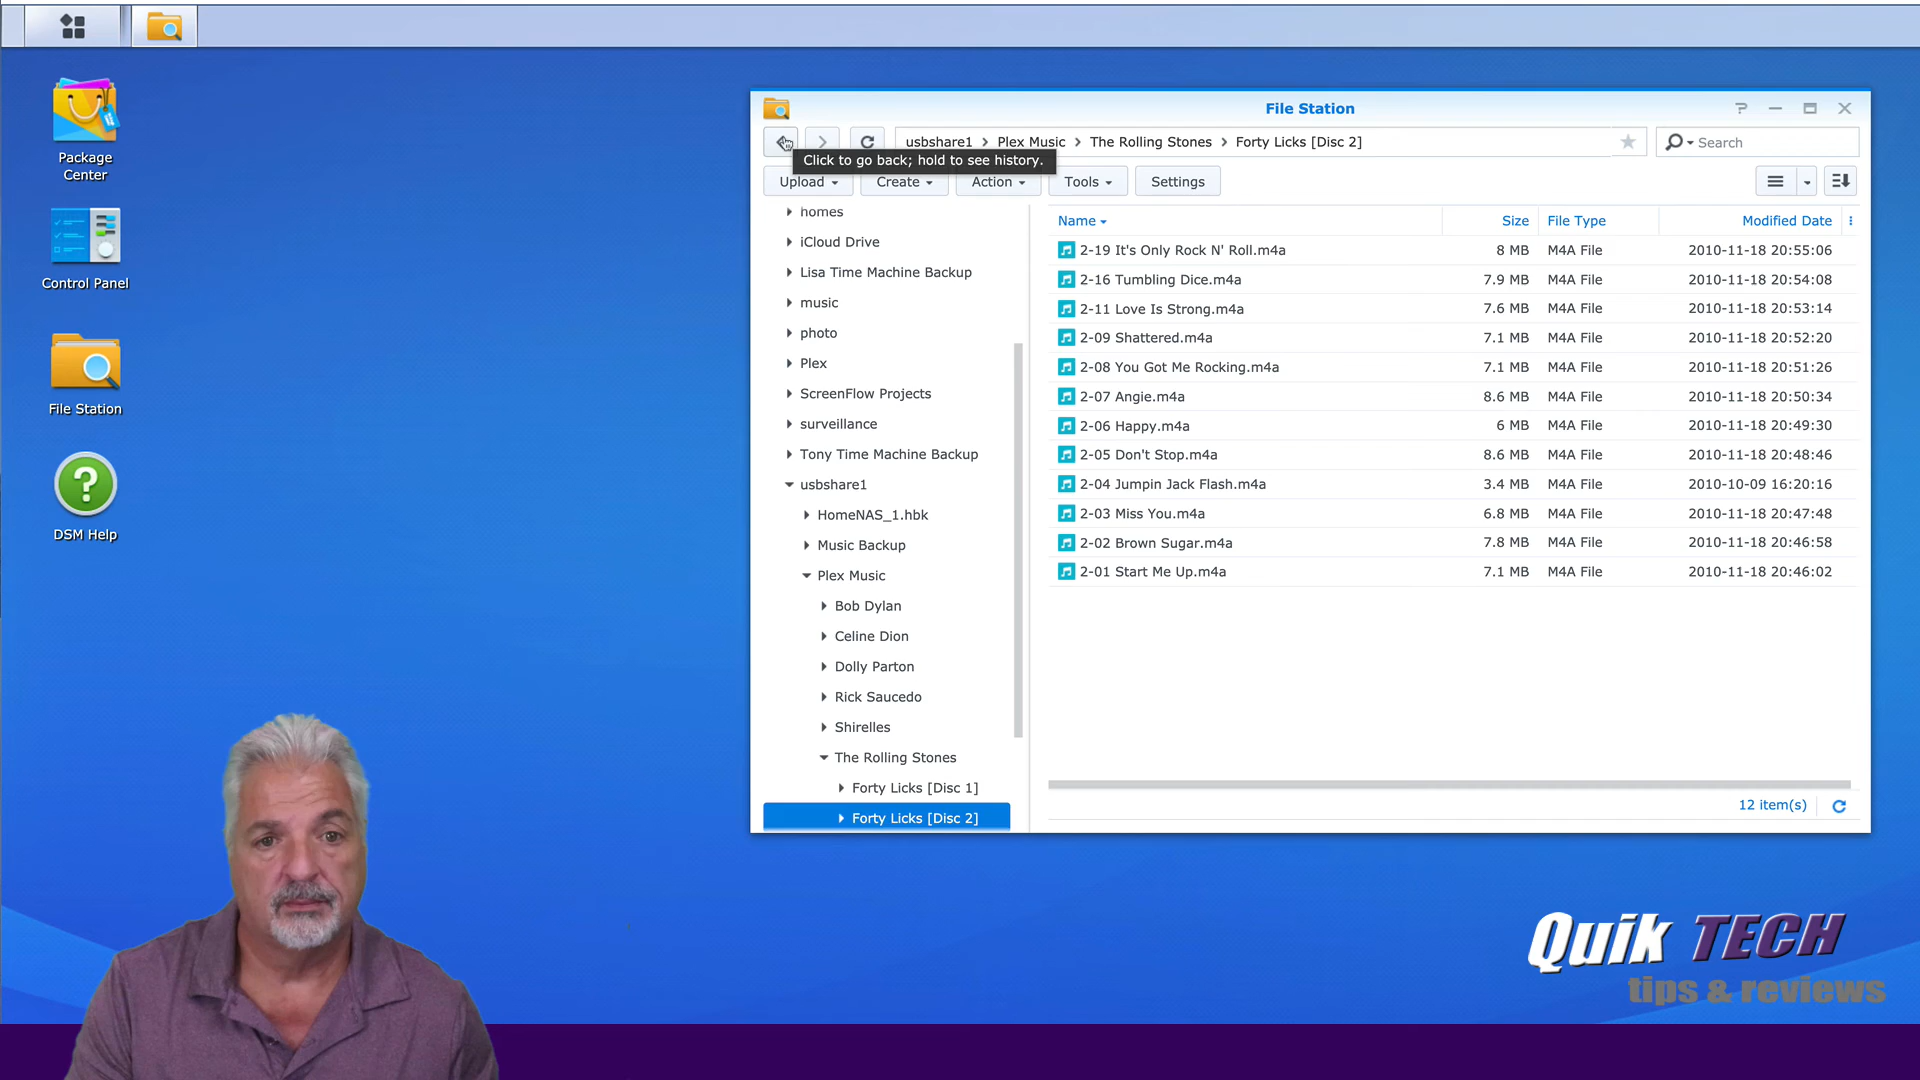 File Station
usbshare1 Plex Music The Rolling Stones Forty Licks [Disc 2]
Search
Click to go back; hold to see history.
Upload Create Action Tools Settings
Package
Center
Control Panel
File Station
DSM Help
homes
iCloud Drive
Lisa Time Machine Backup
music
photo
Plex
ScreenFlow Projects
surveillance
Tony Time Machine Backup
usbshare1
HomeNAS_1.hbk
Music Backup
Plex Music
Bob Dylan
Celine Dion
Dolly Parton
Rick Saucedo
Shirelles
The Rolling Stones
Forty Licks [Disc 1]
Forty Licks [Disc 2]
Name Size File Type Modified Date
2-19 It's Only Rock N' Roll.m4a 8 MB M4A File 2010-11-18 20:55:06
2-16 Tumbling Dice.m4a 7.9 MB M4A File 2010-11-18 20:54:08
2-11 Love Is Strong.m4a 7.6 MB M4A File 2010-11-18 20:53:14
2-09 Shattered.m4a 7.1 MB M4A File 2010-11-18 20:52:20
2-08 You Got Me Rocking.m4a 7.1 MB M4A File 2010-11-18 20:51:26
2-07 Angie.m4a 8.6 MB M4A File 2010-11-18 20:50:34
2-06 Happy.m4a 6 MB M4A File 2010-11-18 20:49:30
2-05 Don't Stop.m4a 8.6 MB M4A File 2010-11-18 20:48:46
2-04 Jumpin Jack Flash.m4a 3.4 MB M4A File 2010-10-09 16:20:16
2-03 Miss You.m4a 6.8 MB M4A File 2010-11-18 20:47:48
2-02 Brown Sugar.m4a 7.8 MB M4A File 2010-11-18 20:46:58
2-01 Start Me Up.m4a 7.1 MB M4A File 2010-11-18 20:46:02
12 item(s)
Quik TECH
tips & reviews